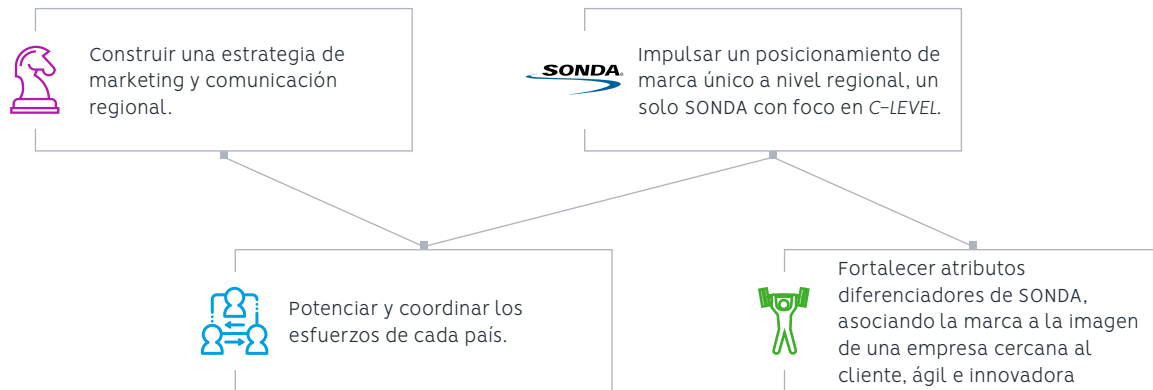 Construir una estrategia de
marketing y comunicación
regional.
SONDA®
Impulsar un posicionamiento de
marca único a nivel regional, un
solo SONDA con foco en C-LEVEL.
Potenciar y coordinar los
esfuerzos de cada país.
Fortalecer atributos
diferenciadores de SONDA,
asociando la marca a la imagen
de una empresa cercana al
cliente, ágil e innovadora